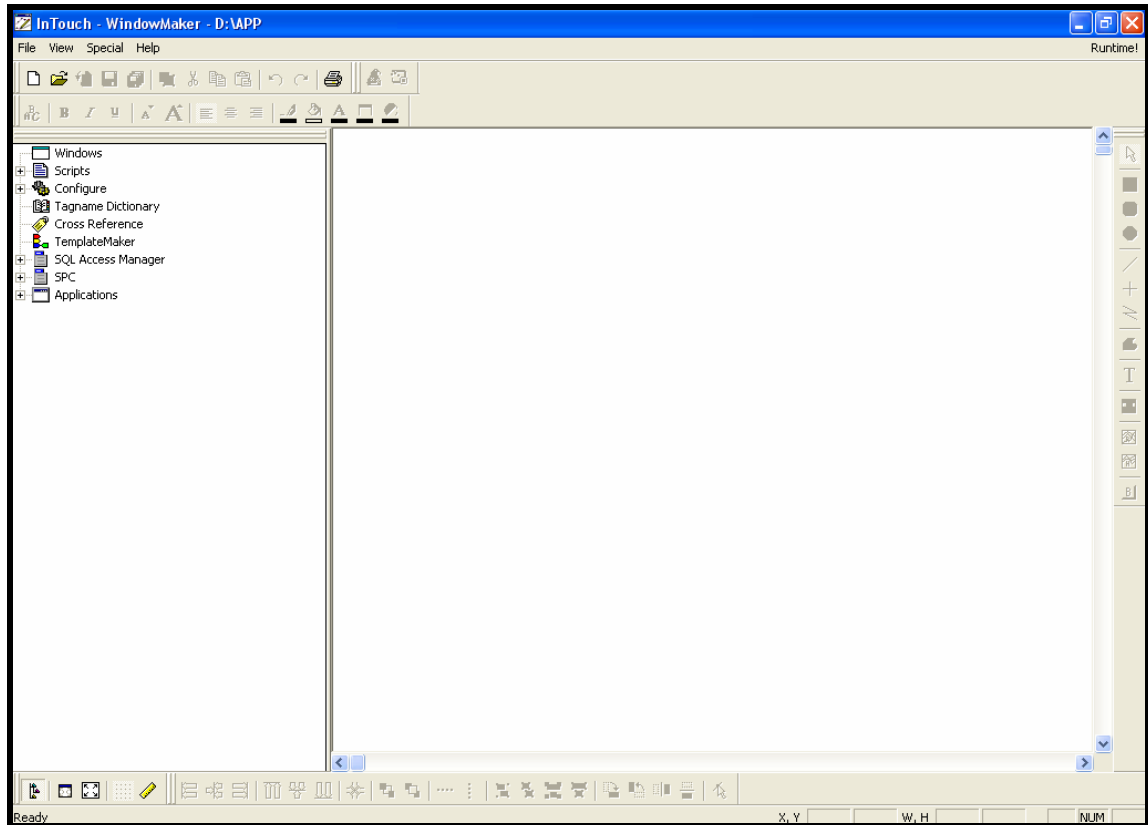 InTouch - WindowMaker - D:\APP
File View Special Help Runtime!
ABC B I U A A A
Windows
Scripts
Configure
Tagname Dictionary
Cross Reference
TemplateMaker
SQL Access Manager
SPC
Applications
T
B
Ready X, Y W, H NUM